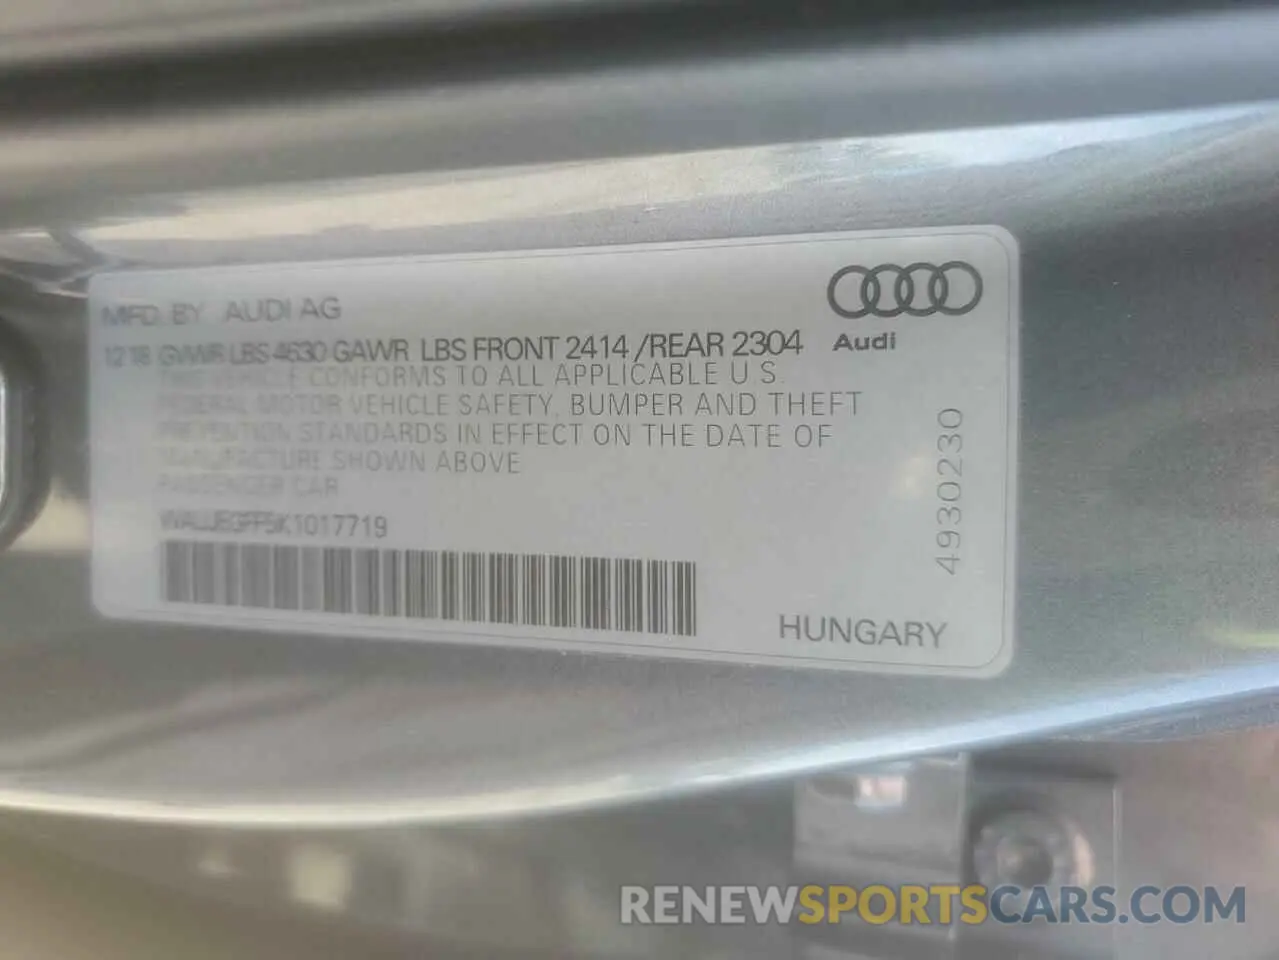 MFD. BY AUDI AG
12/18 GVWR LBS 4630 GAWR LBS FRONT 2414 /REAR 2304
Audi
THIS VEHICLE CONFORMS TO ALL APPLICABLE U.S.
FEDERAL MOTOR VEHICLE SAFETY, BUMPER AND THEFT
PREVENTION STANDARDS IN EFFECT ON THE DATE OF
MANUFACTURE SHOWN ABOVE
PASSENGER CAR
4930230
HUNGARY
RENEWSPORTSCARS.COM